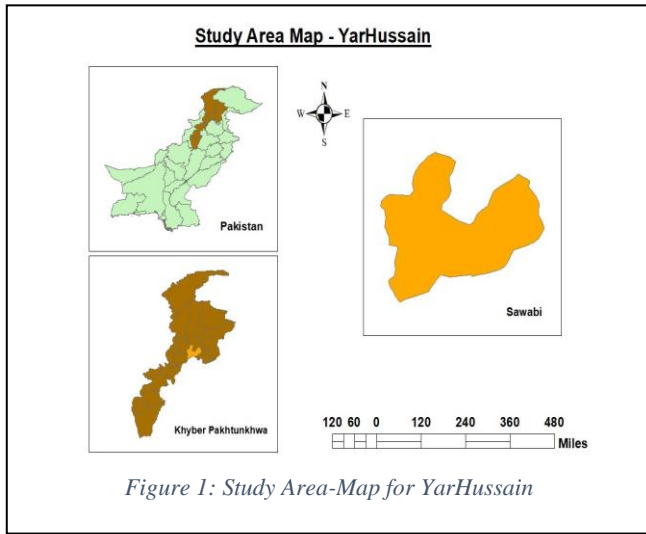 Study Area Map - YarHussain
Pakistan
N
W E
S
Sawabi
Khyber Pakhtunkhwa
120 60 0 120 240 360 480
Miles
Figure 1: Study Area-Map for YarHussain